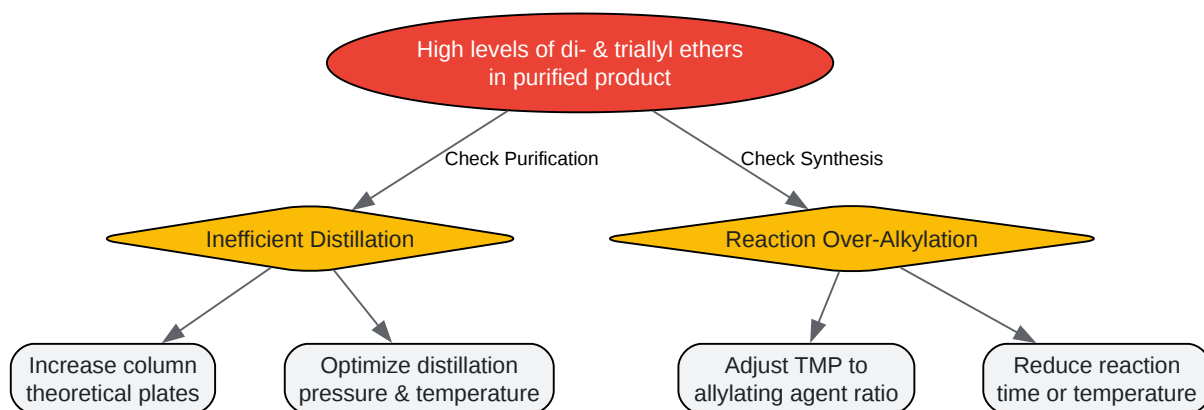 High levels of di- & triallyl ethers
in purified product
Check Purification
Check Synthesis
Inefficient Distillation
Reaction Over-Alkylation
Increase column
theoretical plates
Optimize distillation
pressure & temperature
Adjust TMP to
allylating agent ratio
Reduce reaction
time or temperature